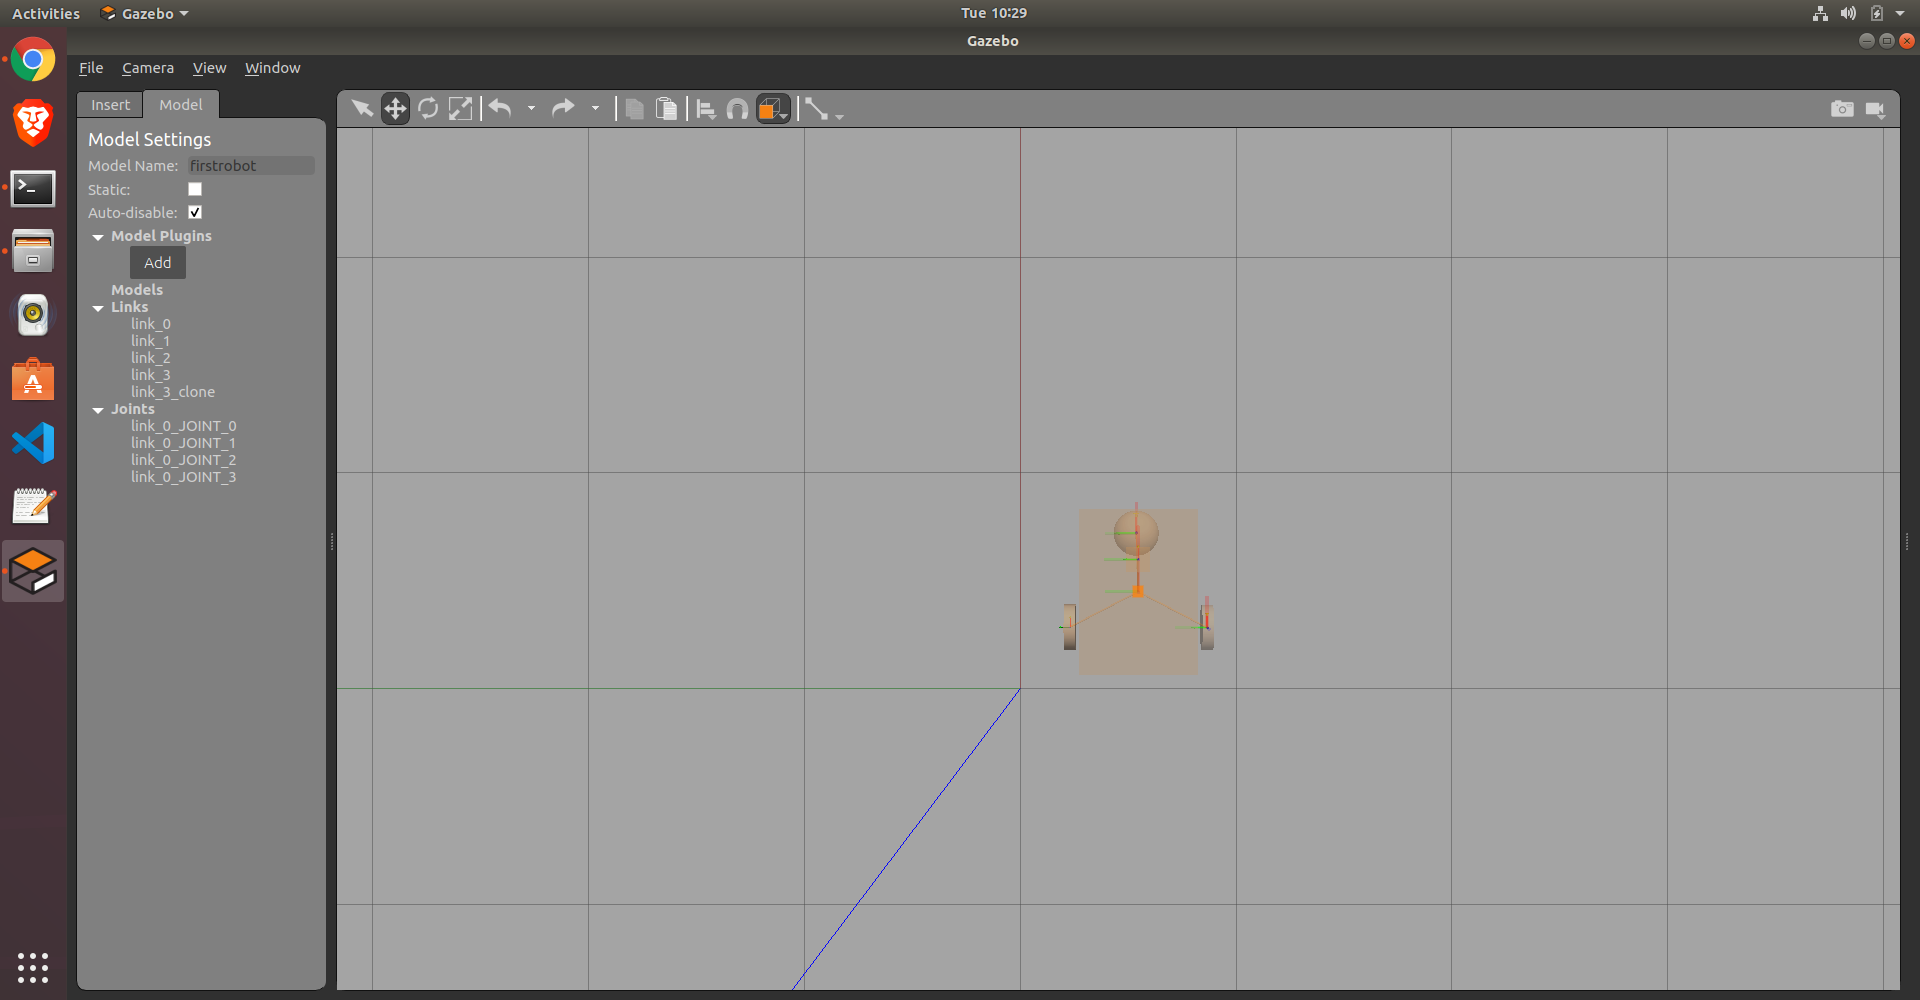 Activities Gazebo Tue 10:29
Gazebo
File Camera View Window
Insert Model
Model Settings
Model Name: firstrobot
Static:
Auto-disable:
Model Plugins
Add
Models
Links
link_0
link_1
link_2
link_3
link_3_clone
Joints
link_0_JOINT_0
link_0_JOINT_1
link_0_JOINT_2
link_0_JOINT_3